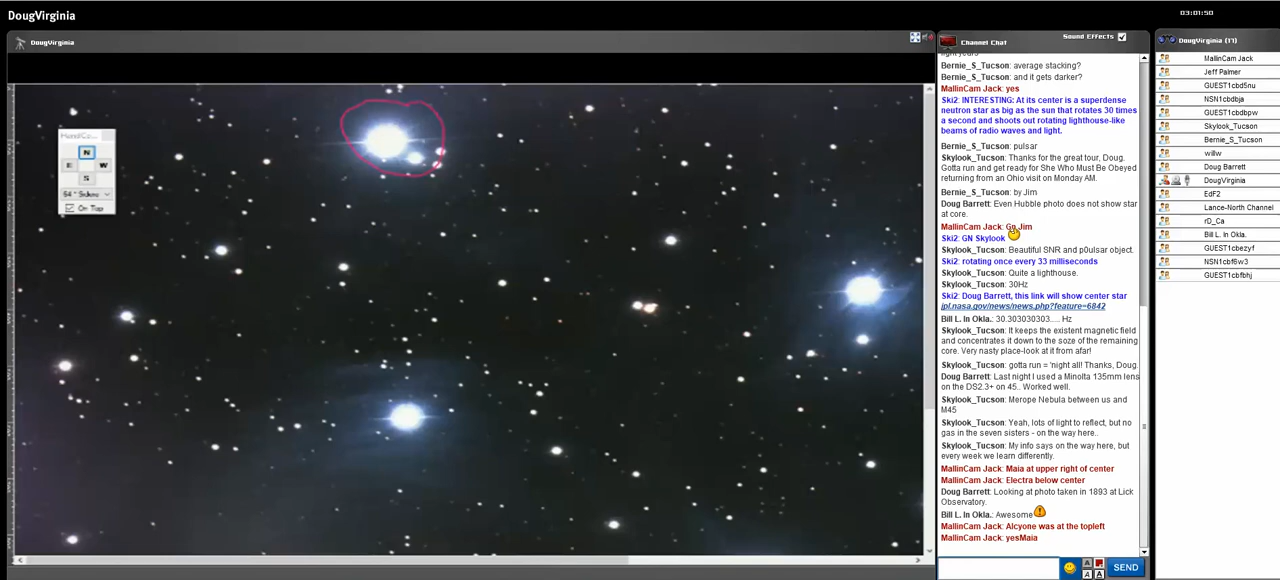 DougVirginia
03:01:50
DougVirginia
N
E W
S
On Top
Channel Chat
Sound Effects
light years
Bernie_S_Tucson: average stacking?
Bernie_S_Tucson: and it gets darker?
MallinCam Jack: yes
Ski2: INTERESTING: At its center is a superdense
neutron star as big as the sun that rotates 30 times
a second and shoots out rotating lighthouse-like
beams of radio waves and light.
Bernie_S_Tucson: pulsar
Skylook_Tucson: Thanks for the great tour, Doug.
Gotta run and get ready for She Who Must Be Obeyed
returning from an Ohio visit on Monday AM.
Bernie_S_Tucson: by Jim
Doug Barrett: Even Hubble photo does not show star
at core.
MallinCam Jack: Gn Jim
Ski2: GN Skylook
Skylook_Tucson: Beautiful SNR and p0ulsar object.
Ski2: rotating once every 33 milliseconds
Skylook_Tucson: Quite a lighthouse.
Skylook_Tucson: 30Hz
Ski2: Doug Barrett, this link will show center star
jpl.nasa.gov/news/news.php?feature=6842
Bill L. In Okla.: 30.303030303..... Hz
Skylook_Tucson: It keeps the existent magnetic field
and concentrates it down to the soze of the remaining
core. Very nasty place-look at it from afar!
Skylook_Tucson: gotta run = 'night all! Thanks, Doug.
Doug Barrett: Last night I used a Minolta 135mm lens
on the DS2.3+ on 45.. Worked well.
Skylook_Tucson: Merope Nebula between us and
M45
Skylook_Tucson: Yeah, lots of light to reflect, but no
gas in the seven sisters - on the way here..
Skylook_Tucson: My info says on the way here, but
every week we learn differently.
MallinCam Jack: Maia at upper right of center
MallinCam Jack: Electra below center
Doug Barrett: Looking at photo taken in 1893 at Lick
Observatory.
Bill L. In Okla.: Awesome
MallinCam Jack: Alcyone was at the topleft
MallinCam Jack: yesMaia
A
A A
SEND
DougVirginia (17)
MallinCam Jack
Jeff Palmer
GUEST1cbd5nu
NSN1cbdbja
GUEST1cbdbpw
Skylook_Tucson
Bernie_S_Tucson
willw
Doug Barrett
DougVirginia
EdF2
Lance-North Channel
rD_Ca
Bill L. In Okla.
GUEST1cbezyf
NSN1cbf6w3
GUEST1cbfbhj